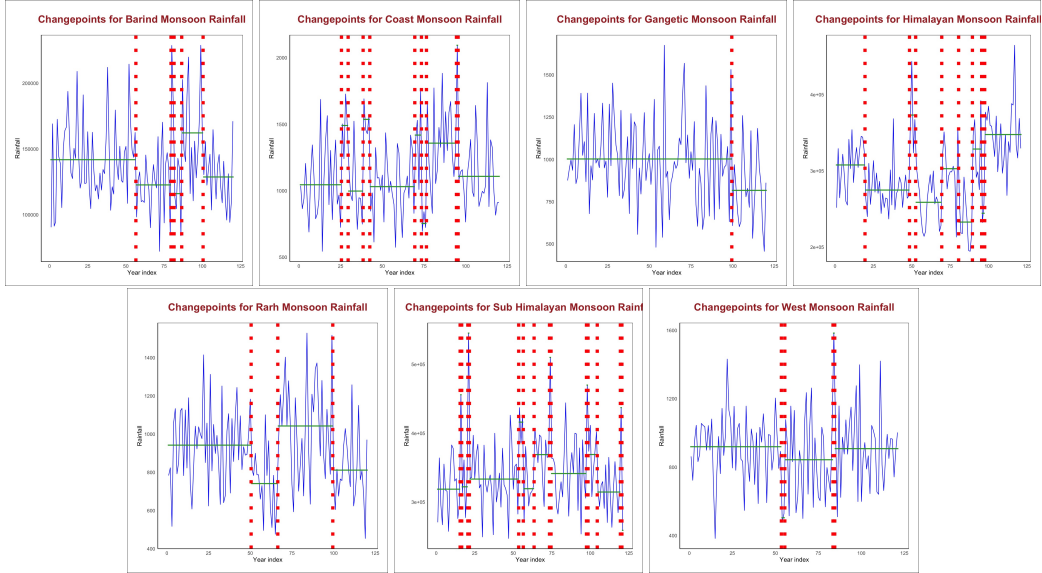 Changepoints for Barind Monsoon Rainfall
Rainfall
200000
150000
100000
0
25
50
75
100
125
Year index
Changepoints for Coast Monsoon Rainfall
Rainfall
2000
1500
1000
500
0
25
50
75
100
125
Year index
Changepoints for Gangetic Monsoon Rainfall
Rainfall
1500
1250
1000
750
500
0
25
50
75
100
125
Year index
Changepoints for Himalayan Monsoon Rainfall
Rainfall
4e+05
3e+05
2e+05
0
25
50
75
100
125
Year index
Changepoints for Rarh Monsoon Rainfall
Rainfall
1400
1200
1000
800
600
400
0
25
50
75
100
125
Year index
Changepoints for Sub Himalayan Monsoon Rainf
Rainfall
5e+05
4e+05
3e+05
0
25
50
75
100
125
Year index
Changepoints for West Monsoon Rainfall
Rainfall
1600
1200
800
400
0
25
50
75
100
125
Year index